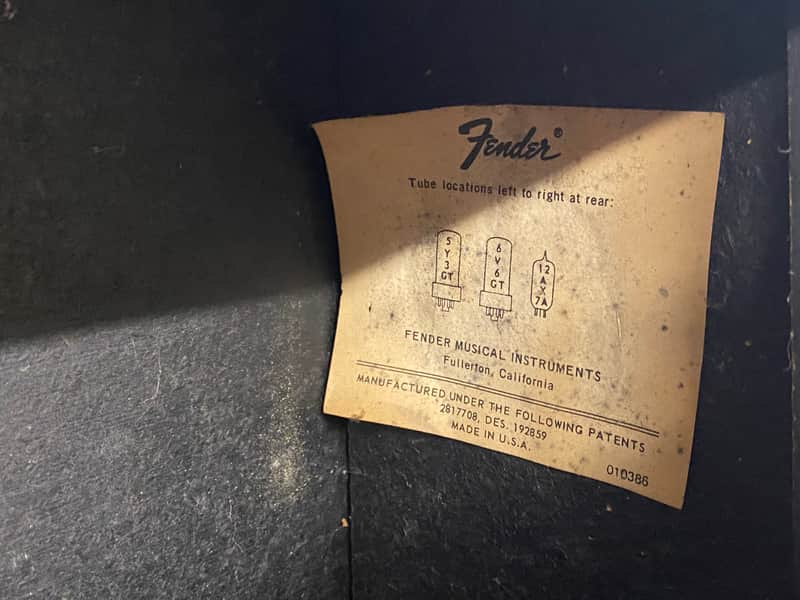 Fender®
Tube locations left to right at rear:
5Y3GT 6V6GT 12AX7A
FENDER MUSICAL INSTRUMENTS
Fullerton, California
MANUFACTURED UNDER THE FOLLOWING PATENTS
2817708, DES. 192859
MADE IN U.S.A.
010386